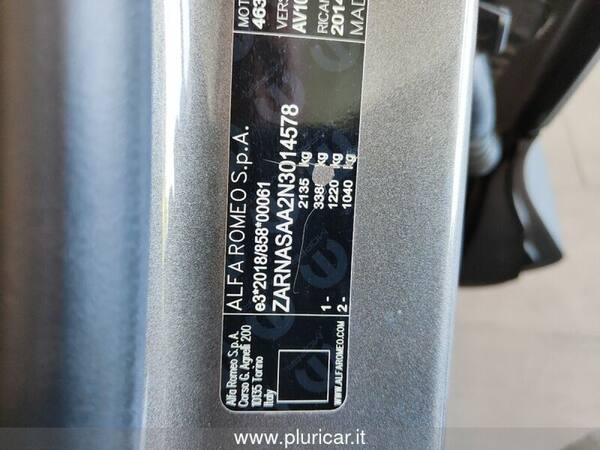 Alfa Romeo S.p.A.
Corso G. Agnelli 200
10135 Torino
Italy
ALFA ROMEO S.p.A.
e3*2018/858*00061
ZARNASAA2N3014578
2135 kg
kg
1- 1220 kg
2- 1040 kg
WWW.ALFAROMEO.COM
www.pluricar.it